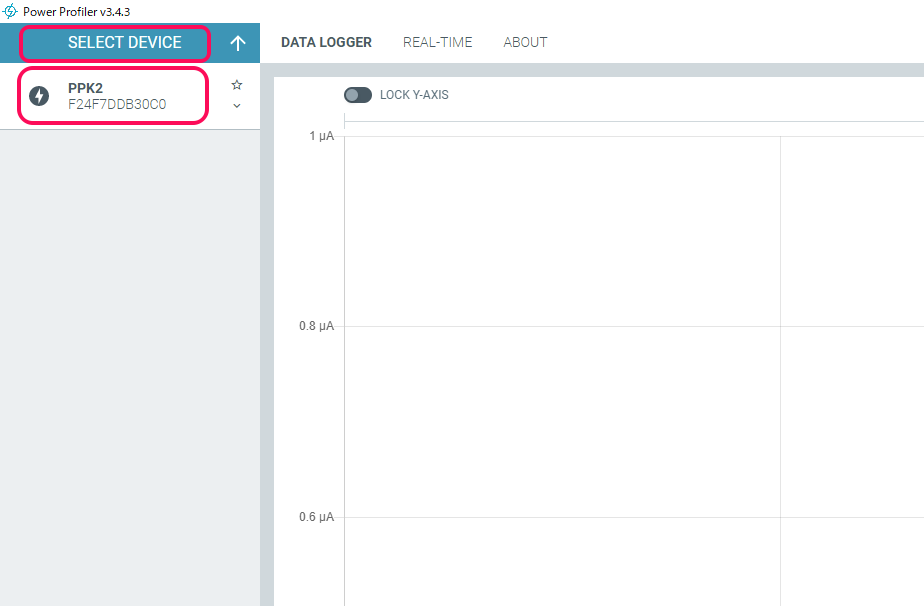 Power Profiler v3.4.3
SELECT DEVICE
DATA LOGGER
REAL-TIME
ABOUT
PPK2
F24F7DDB30C0
LOCK Y-AXIS
1 µA
0.8 µA
0.6 µA